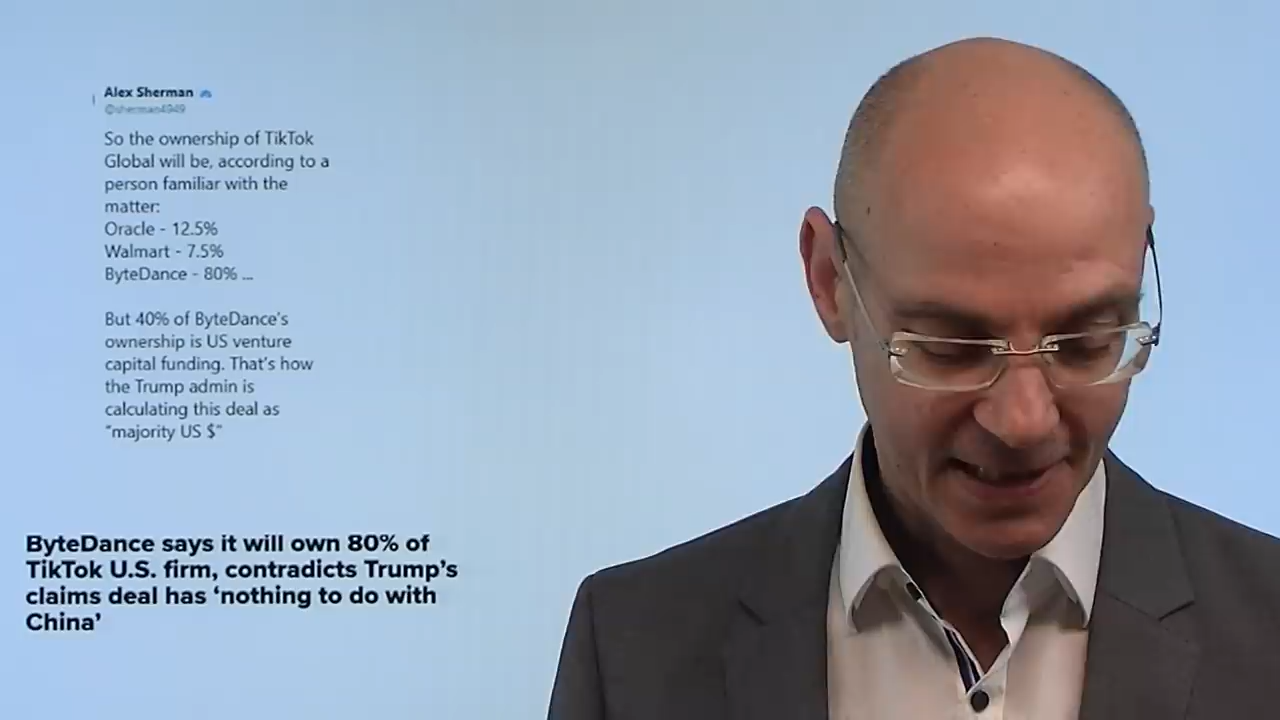 Alex Sherman
@sherman4949
So the ownership of TikTok
Global will be, according to a
person familiar with the
matter:
Oracle - 12.5%
Walmart - 7.5%
ByteDance - 80% ...
But 40% of ByteDance's
ownership is US venture
capital funding. That's how
the Trump admin is
calculating this deal as
"majority US $"
ByteDance says it will own 80% of
TikTok U.S. firm, contradicts Trump's
claims deal has ‘nothing to do with
China’